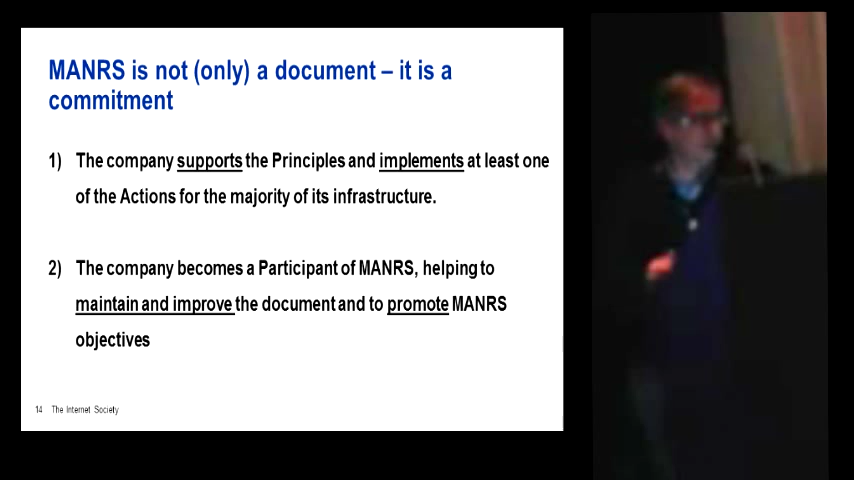 MANRS is not (only) a document – it is a
commitment
1) The company supports the Principles and implements at least one
of the Actions for the majority of its infrastructure.
2) The company becomes a Participant of MANRS, helping to
maintain and improve the document and to promote MANRS
objectives
14 The Internet Society